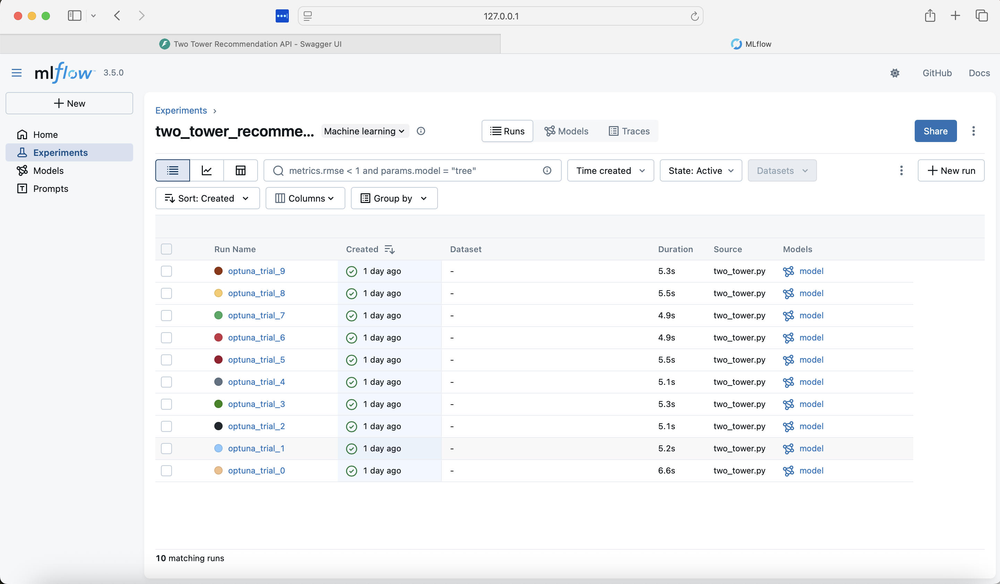 127.0.0.1
Two Tower Recommendation API - Swagger UI
MLflow
mlflow™ 3.5.0
GitHub
Docs
New
Home
Experiments
Models
Prompts
Experiments ›
two_tower_recomme...
Machine learning
Runs
Models
Traces
Share
metrics.rmse < 1 and params.model = "tree"
Time created
State: Active
Datasets
New run
Sort: Created
Columns
Group by
Run Name Created Dataset Duration Source Models
optuna_trial_9 1 day ago - 5.3s two_tower.py model
optuna_trial_8 1 day ago - 5.5s two_tower.py model
optuna_trial_7 1 day ago - 4.9s two_tower.py model
optuna_trial_6 1 day ago - 4.9s two_tower.py model
optuna_trial_5 1 day ago - 5.5s two_tower.py model
optuna_trial_4 1 day ago - 5.1s two_tower.py model
optuna_trial_3 1 day ago - 5.3s two_tower.py model
optuna_trial_2 1 day ago - 5.1s two_tower.py model
optuna_trial_1 1 day ago - 5.2s two_tower.py model
optuna_trial_0 1 day ago - 6.6s two_tower.py model
10 matching runs